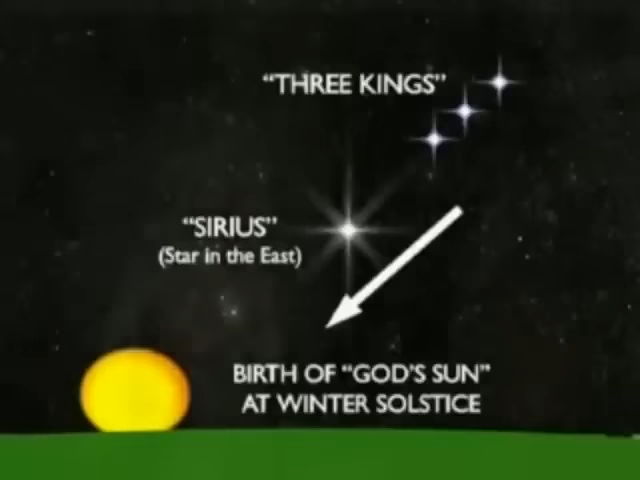 “THREE KINGS”
“SIRIUS”
(Star in the East)
BIRTH OF “GOD’S SUN”
AT WINTER SOLSTICE